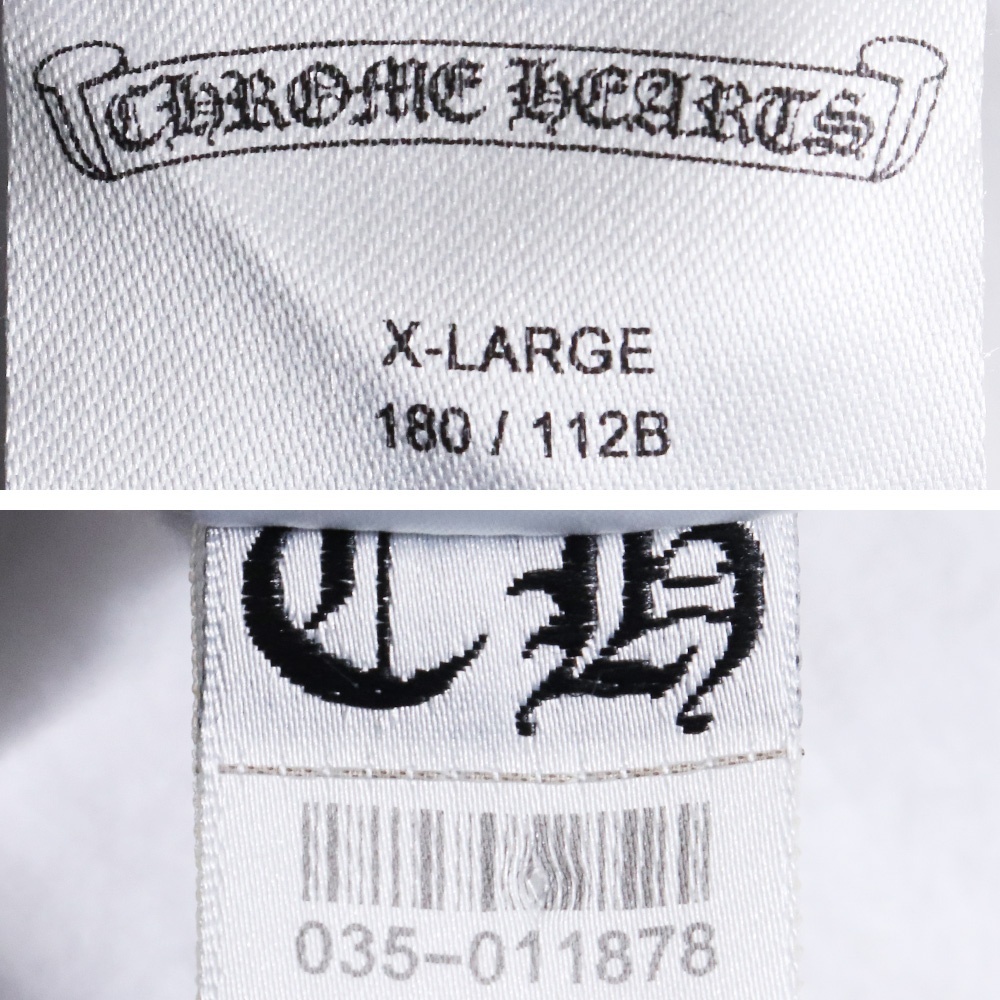 CHROME HEARTS
X-LARGE
180 / 112B
CH
035-011878